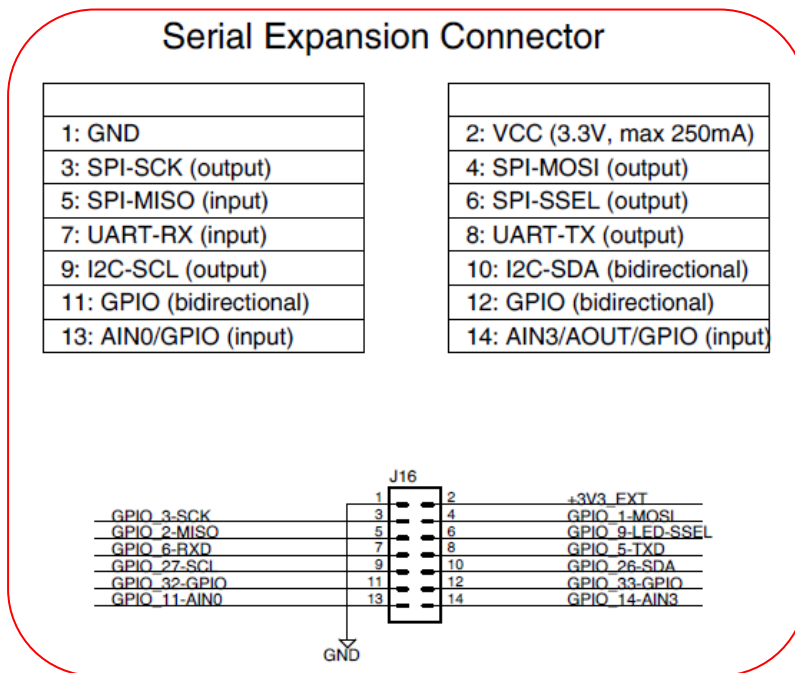 Serial Expansion Connector
1: GND
2: VCC (3.3V, max 250mA)
3: SPI-SCK (output)
4: SPI-MOSI (output)
5: SPI-MISO (input)
6: SPI-SSEL (output)
7: UART-RX (input)
8: UART-TX (output)
9: I2C-SCL (output)
10: I2C-SDA (bidirectional)
11: GPIO (bidirectional)
12: GPIO (bidirectional)
13: AIN0/GPIO (input)
14: AIN3/AOUT/GPIO (input)
J16
1 2 +3V3_EXT
GPIO_3-SCK 3 4 GPIO_1-MOSI
GPIO_2-MISO 5 6 GPIO_9-LED-SSEL
GPIO_6-RXD 7 8 GPIO_5-TXD
GPIO_27-SCL 9 10 GPIO_26-SDA
GPIO_32-GPIO 11 12 GPIO_33-GPIO
GPIO_11-AIN0 13 14 GPIO_14-AIN3
GND